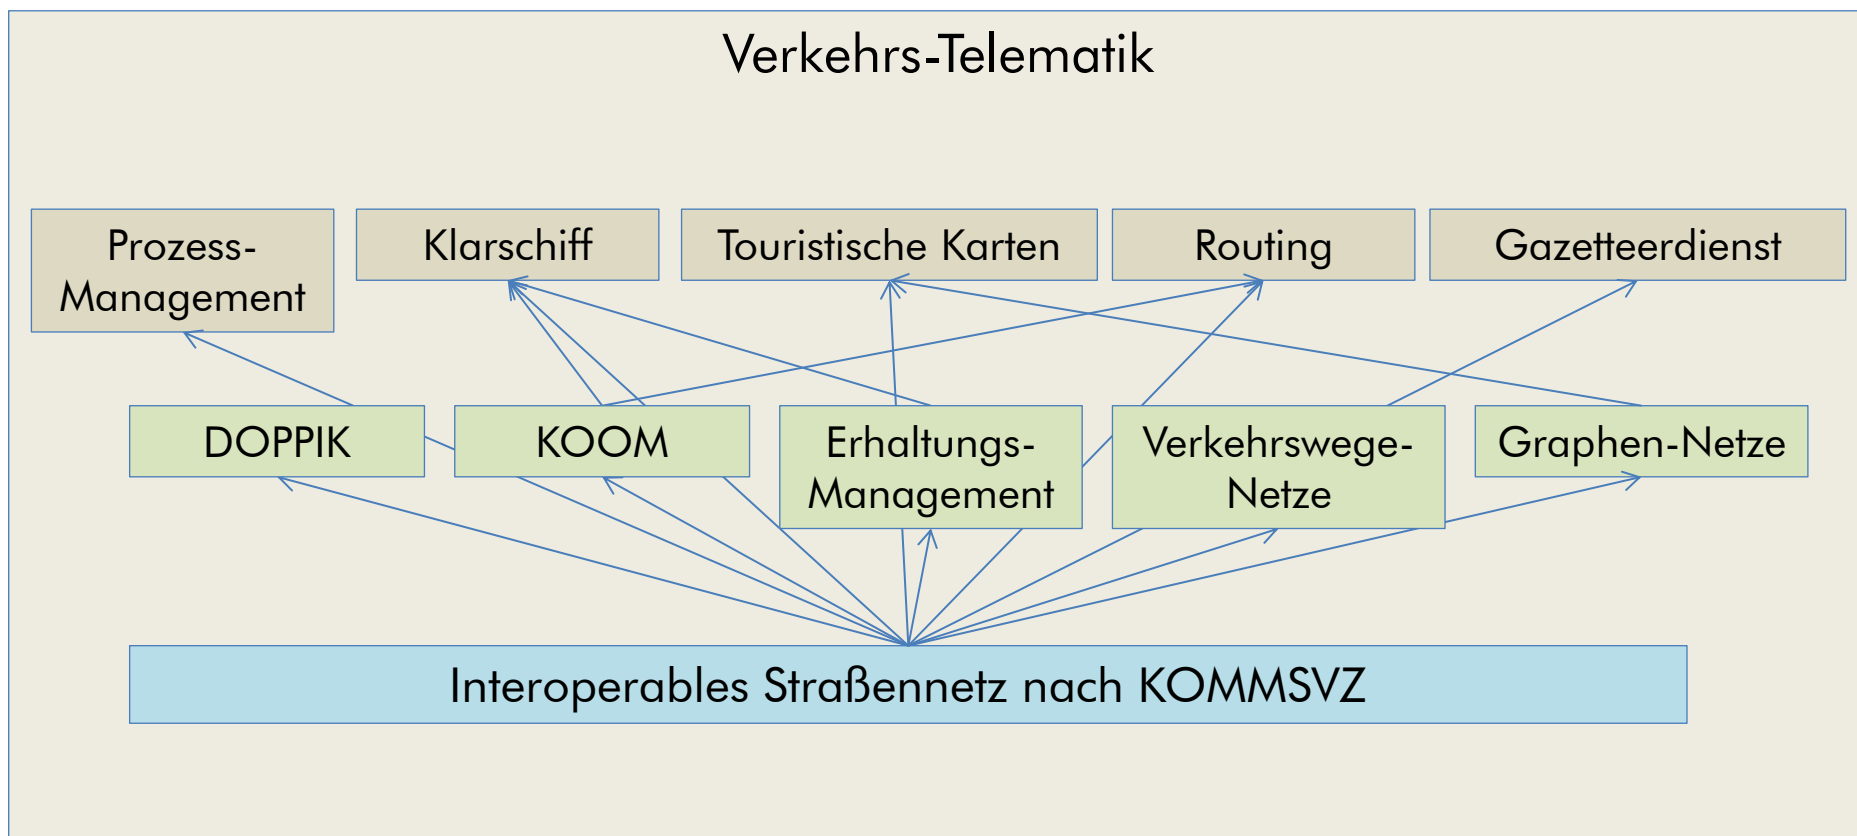 Verkehrs-Telematik
Prozess-
Management
Klarschiff
Touristische Karten
Routing
Gazetteerdienst
DOPPIK
KOOM
Erhaltungs-
Management
Verkehrswege-
Netze
Graphen-Netze
Interoperables Straßennetz nach KOMMSVZ